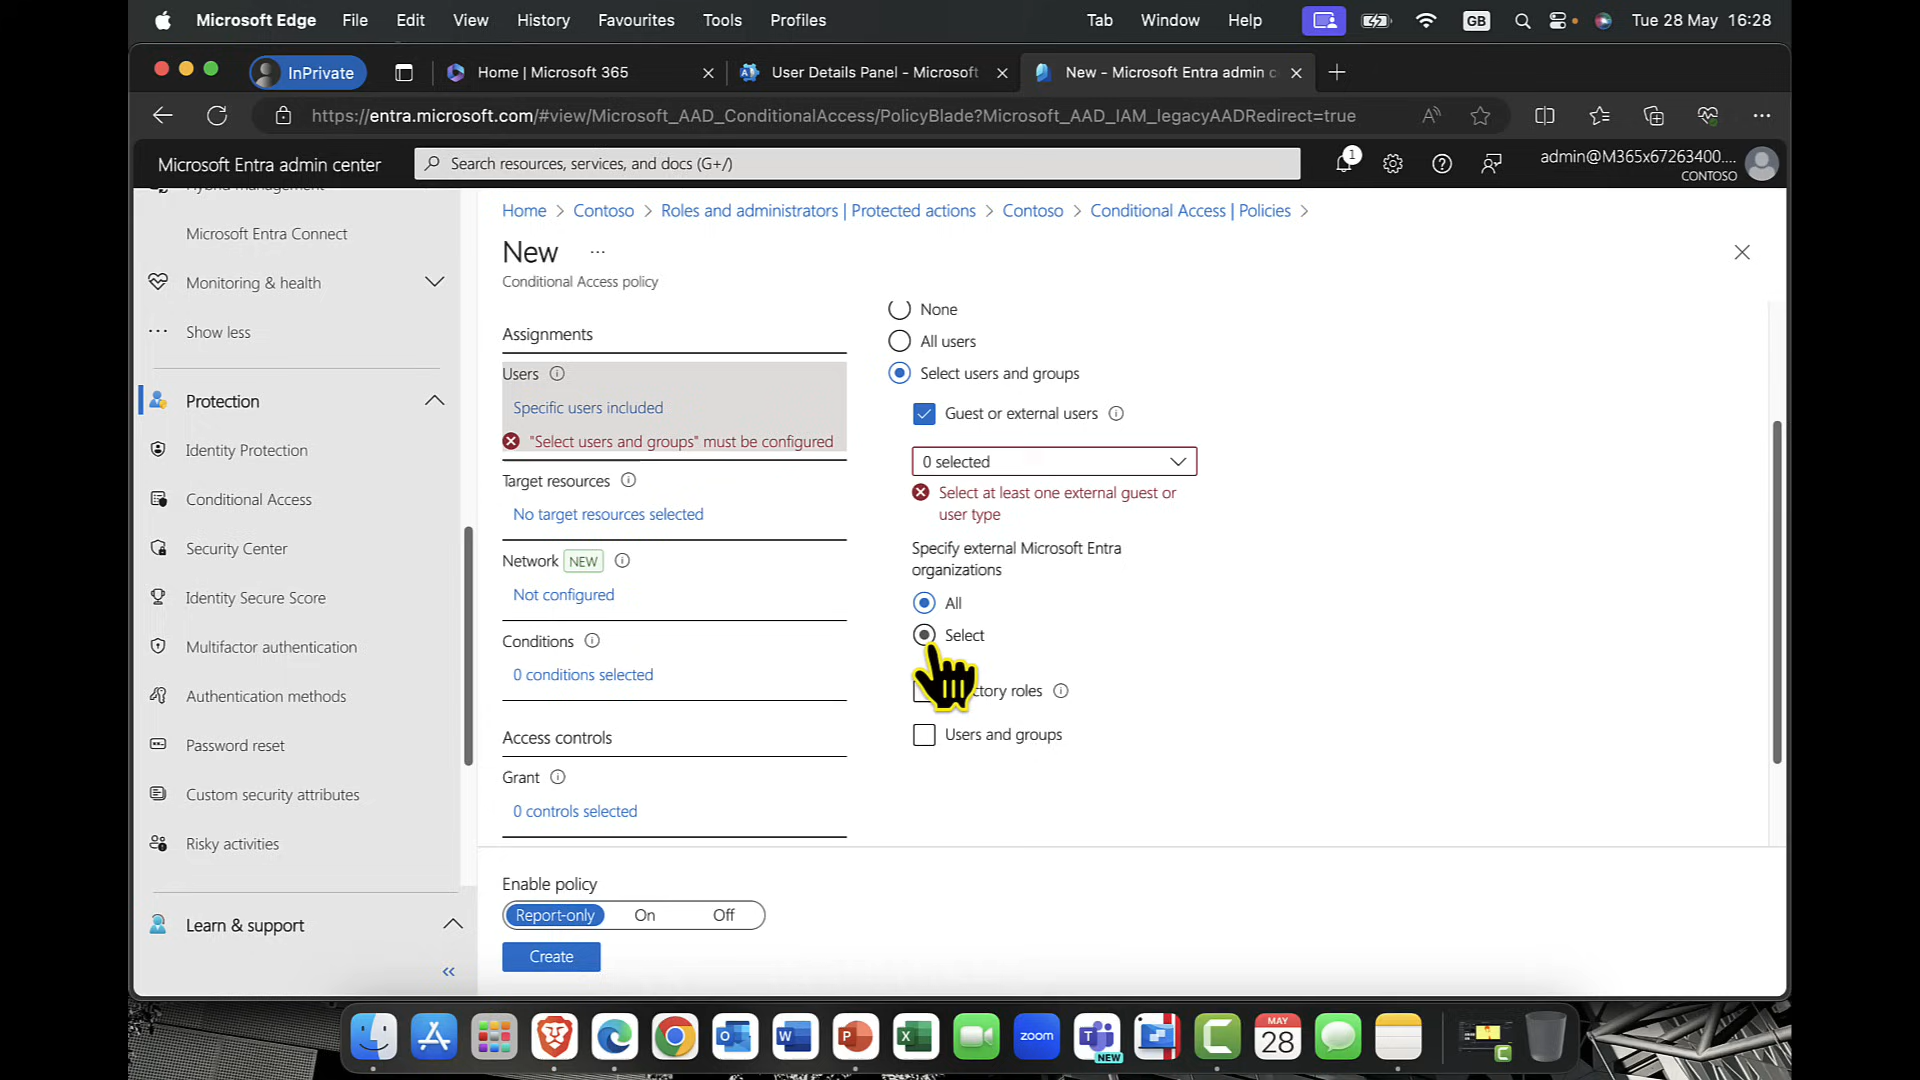 Microsoft Edge File Edit View History Favourites Tools Profiles Tab Window Help GB Tue 28 May 16:28
InPrivate Home | Microsoft 365 User Details Panel - Microsoft New - Microsoft Entra admin c
https://entra.microsoft.com/#view/Microsoft_AAD_ConditionalAccess/PolicyBlade?Microsoft_AAD_IAM_legacyAADRedirect=true
Microsoft Entra admin center
Search resources, services, and docs (G+/)
1
admin@M365x67263400....
CONTOSO
Hybrid management
Microsoft Entra Connect
Monitoring & health
Show less
Protection
Identity Protection
Conditional Access
Security Center
Identity Secure Score
Multifactor authentication
Authentication methods
Password reset
Custom security attributes
Risky activities
Learn & support
Home > Contoso > Roles and administrators | Protected actions > Contoso > Conditional Access | Policies >
New ...
Conditional Access policy
Assignments
Users
Specific users included
"Select users and groups" must be configured
Target resources
No target resources selected
Network NEW
Not configured
Conditions
0 conditions selected
Access controls
Grant
0 controls selected
None
All users
Select users and groups
Guest or external users
0 selected
Select at least one external guest or
user type
Specify external Microsoft Entra
organizations
All
Select
ctory roles
Users and groups
Enable policy
Report-only On Off
Create
zoom
NEW
MAY
28